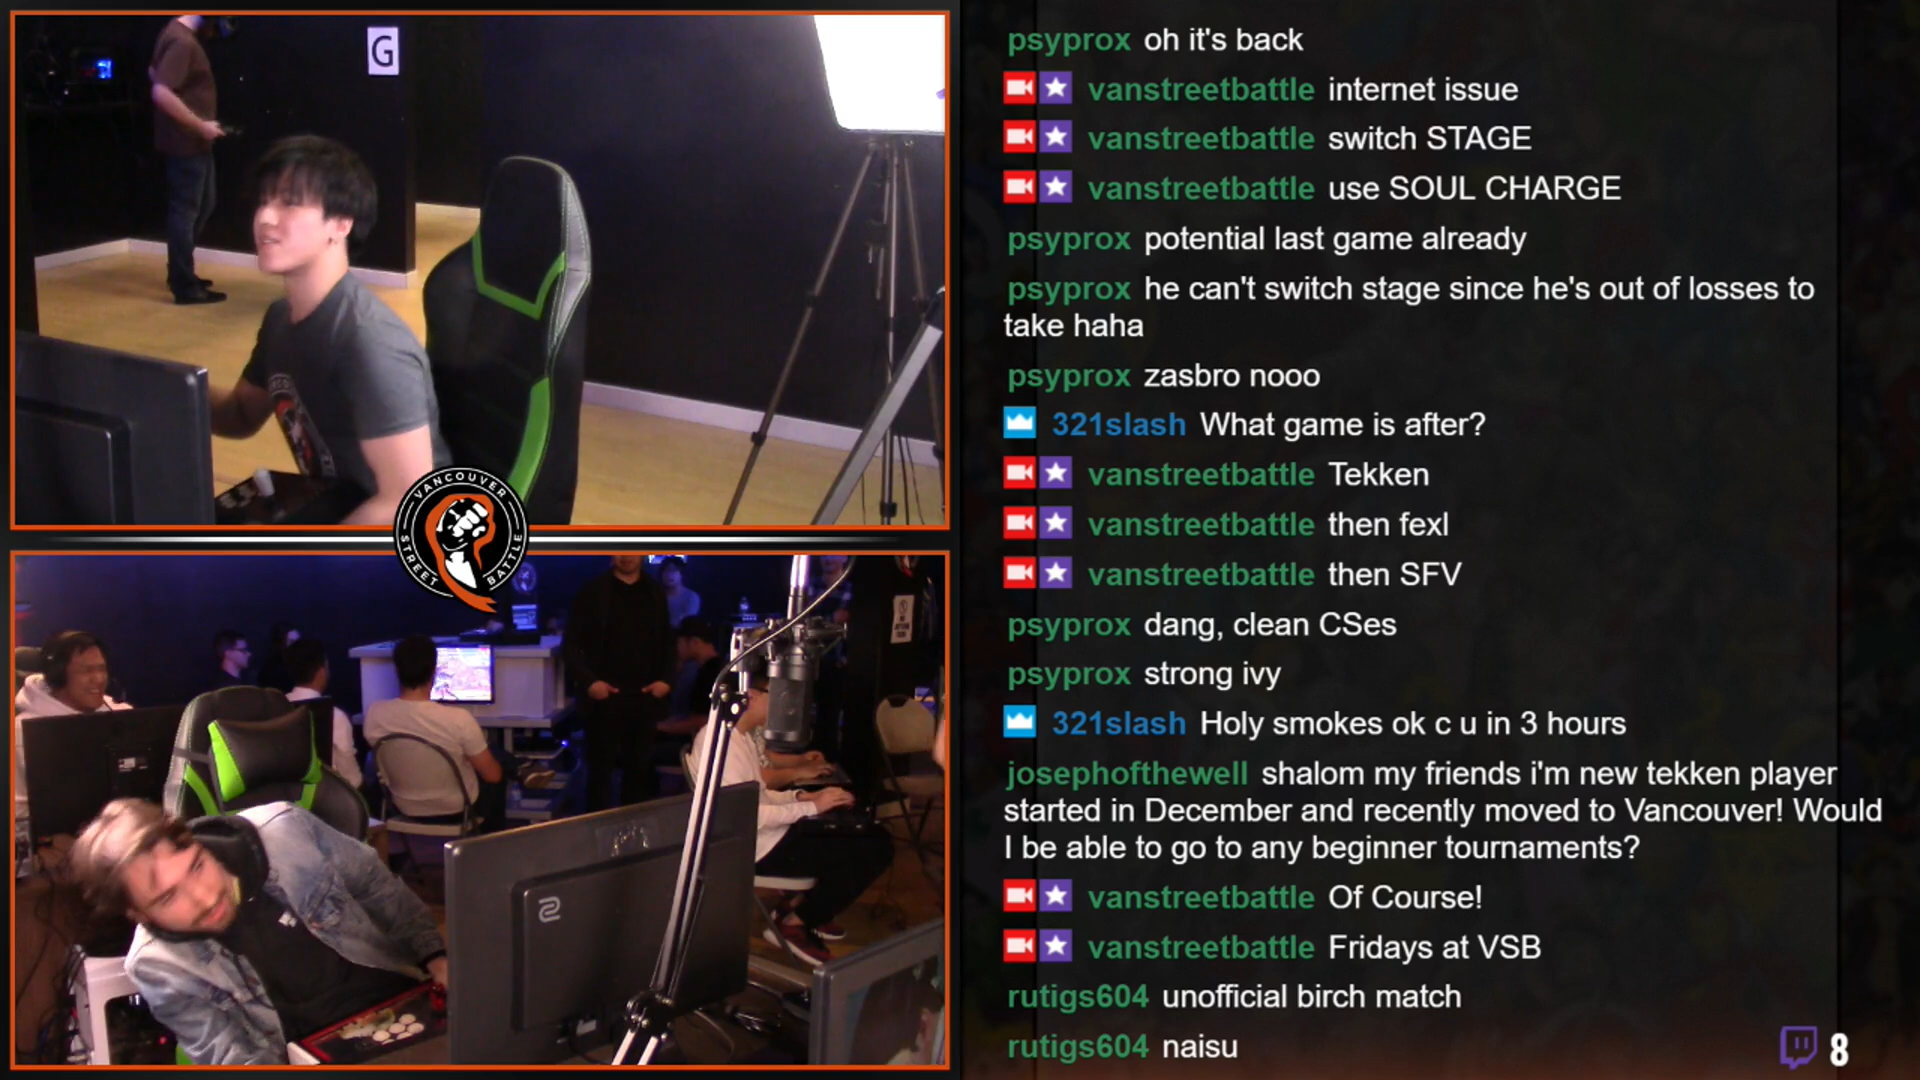 G
VANCOUVER
STREET
BATTLE
psyprox oh it's back
vanstreetbattle internet issue
vanstreetbattle switch STAGE
vanstreetbattle use SOUL CHARGE
psyprox potential last game already
psyprox he can't switch stage since he's out of losses to
take haha
psyprox zasbro nooo
321slash What game is after?
vanstreetbattle Tekken
vanstreetbattle then fexl
vanstreetbattle then SFV
psyprox dang, clean CSes
psyprox strong ivy
321slash Holy smokes ok c u in 3 hours
josephofthewell shalom my friends i'm new tekken player
started in December and recently moved to Vancouver! Would
I be able to go to any beginner tournaments?
vanstreetbattle Of Course!
vanstreetbattle Fridays at VSB
rutigs604 unofficial birch match
rutigs604 naisu
8